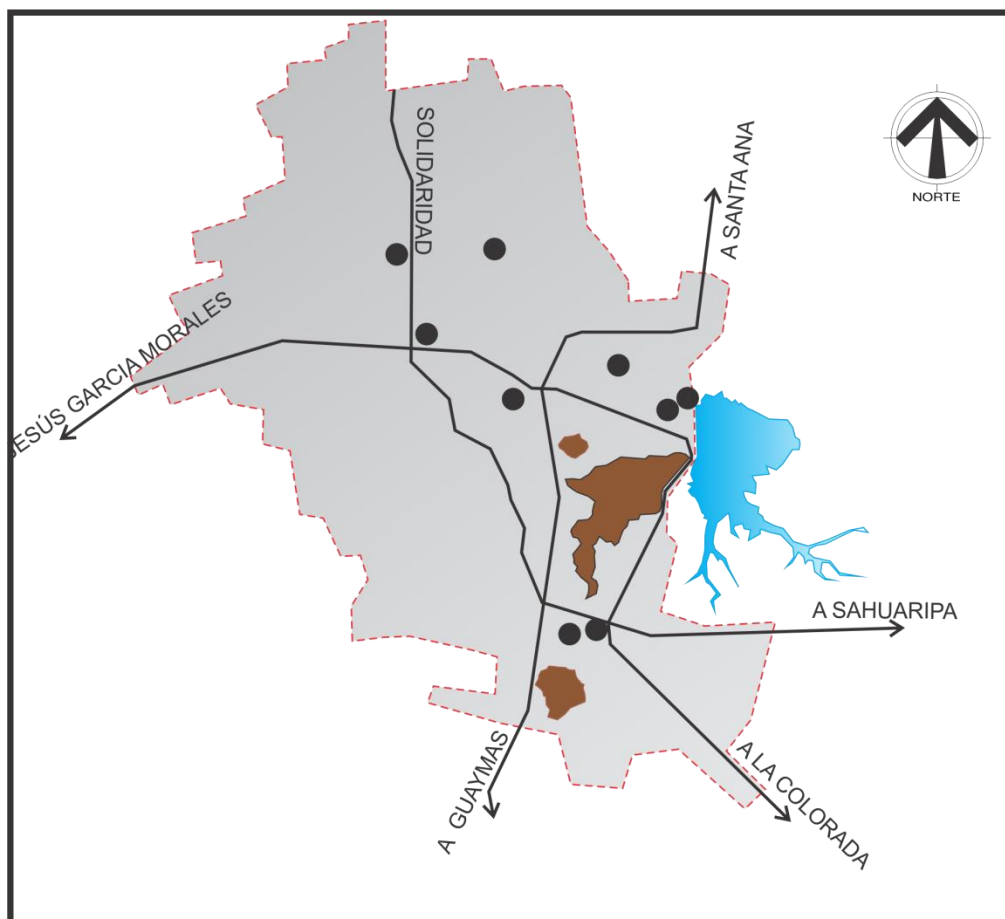 SOLIDARIDAD
A SANTA ANA
NORTE
JESÚS GARCIA MORALES
A SAHUARIPA
A GUAYMAS
A LA COLORADA